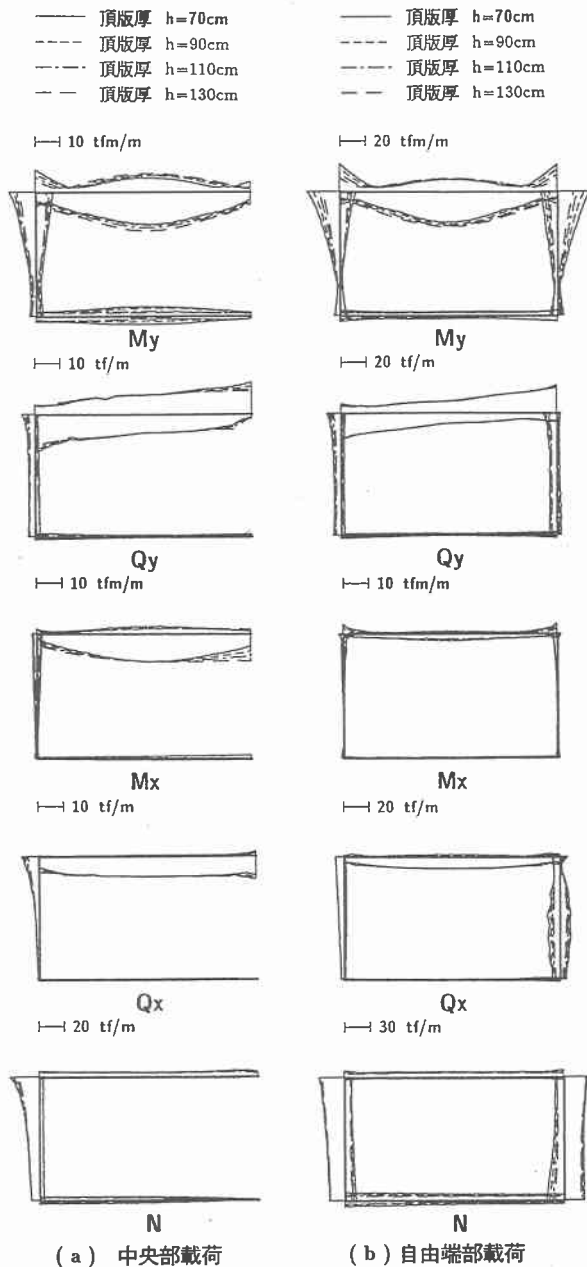 頂版厚 h=70cm
頂版厚 h=90cm
頂版厚 h=110cm
頂版厚 h=130cm
10 tfm/m
My
10 tf/m
Qy
10 tfm/m
Mx
10 tf/m
Qx
20 tf/m
N
(a) 中央部載荷
頂版厚 h=70cm
頂版厚 h=90cm
頂版厚 h=110cm
頂版厚 h=130cm
20 tfm/m
My
20 tf/m
Qy
10 tfm/m
Mx
20 tf/m
Qx
30 tf/m
N
(b) 自由端部載荷